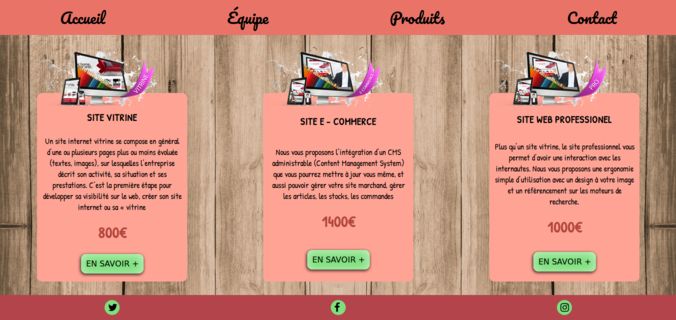 Accueil
Équipe
Produits
Contact
VITRINE
PRO
SITE VITRINE
Un site internet vitrine se compose en général
d'une ou plusieurs pages plus ou moins évoluée
(textes, images), sur lesquelles l'entreprise
décrit son activité, sa situation et ses
prestations. C'est la première étape pour
développer sa visibilité sur le web, créer son site
internet ou sa « vitrine
800€
EN SAVOIR +
SITE E - COMMERCE
Nous vous proposons l'intégration d'un CMS
administrable (Content Management System)
que vous pourrez mettre à jour vous même, et
aussi pouvoir gérer votre site marchand, gérer
les articles, les stocks, les commandes
1400€
EN SAVOIR +
SITE WEB PROFESSIONEL
Plus qu'un site vitrine, le site professionel vous
permet d'avoir une interaction avec les
internautes. Nous vous proposons une ergonomie
simple d'utilisation avec un design à votre image
et un référencement sur les moteurs de
recherche.
1000€
EN SAVOIR +